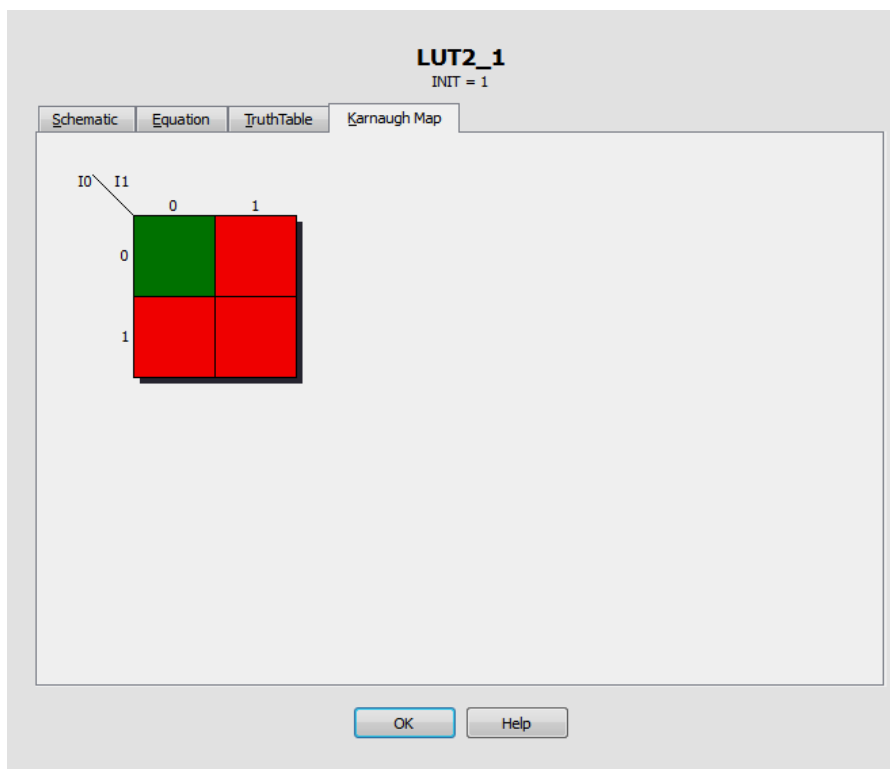 LUT2_1
INIT = 1
Schematic Equation TruthTable Karnaugh Map
I0 I1
0 1
0
1
OK Help